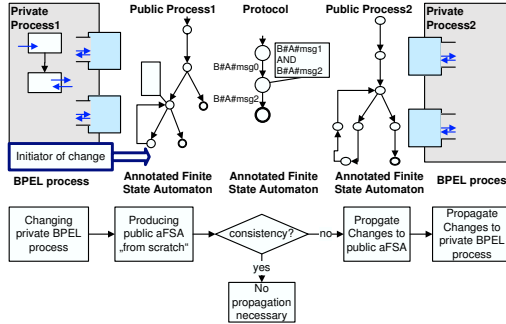 Private
Process1
Public Process1
Protocol
Public Process2
Private
Process2
B#A#msg0
B#A#msg1
AND
B#A#msg2
B#A#msg2
Initiator of change
BPEL process
Annotated Finite
State Automaton
Annotated Finite
State Automaton
Annotated Finite
State Automaton
BPEL process
Changing
private BPEL
process
Producing
public aFSA
„from scratch“
consistency?
no
Propgate
Changes to
public aFSA
Propagate
Changes to
private BPEL
process
yes
No
propagation
necessary